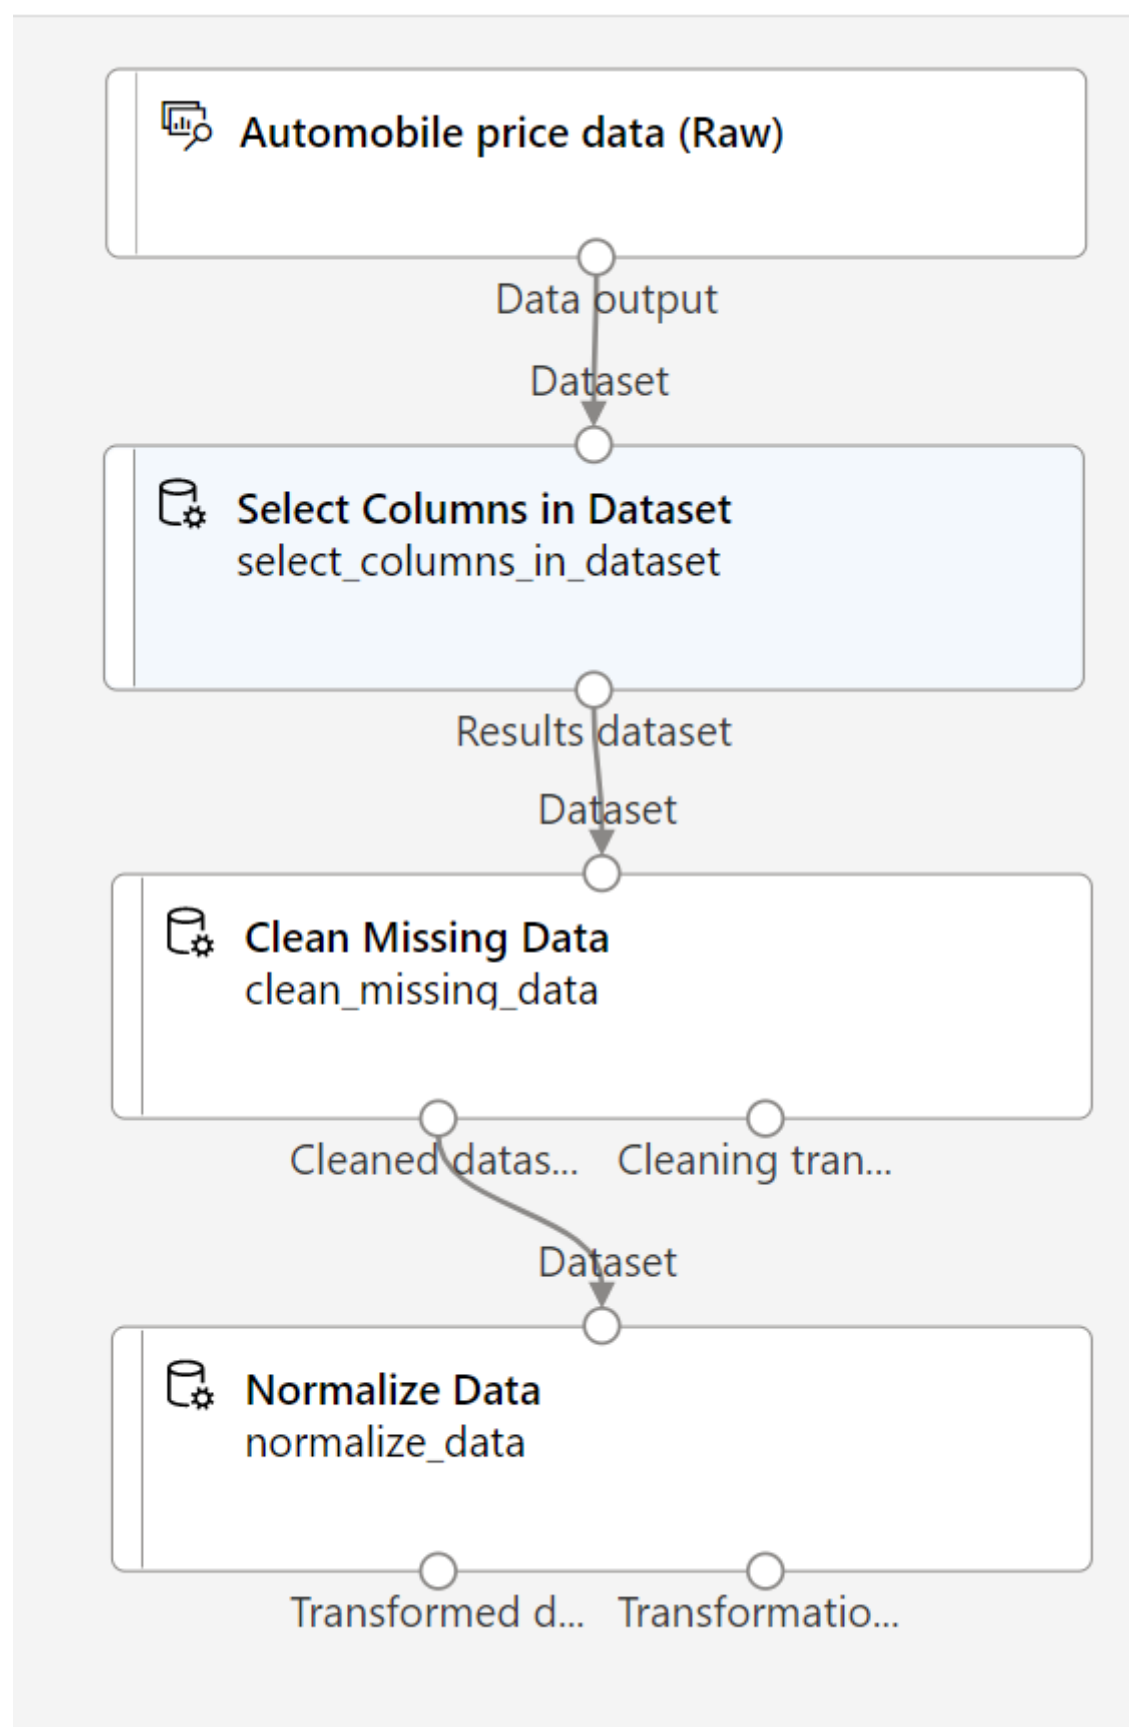 Automobile price data (Raw)
Data output
Dataset
Select Columns in Dataset
select_columns_in_dataset
Results dataset
Dataset
Clean Missing Data
clean_missing_data
Cleaned datas... Cleaning tran...
Dataset
Normalize Data
normalize_data
Transformed d... Transformatio...